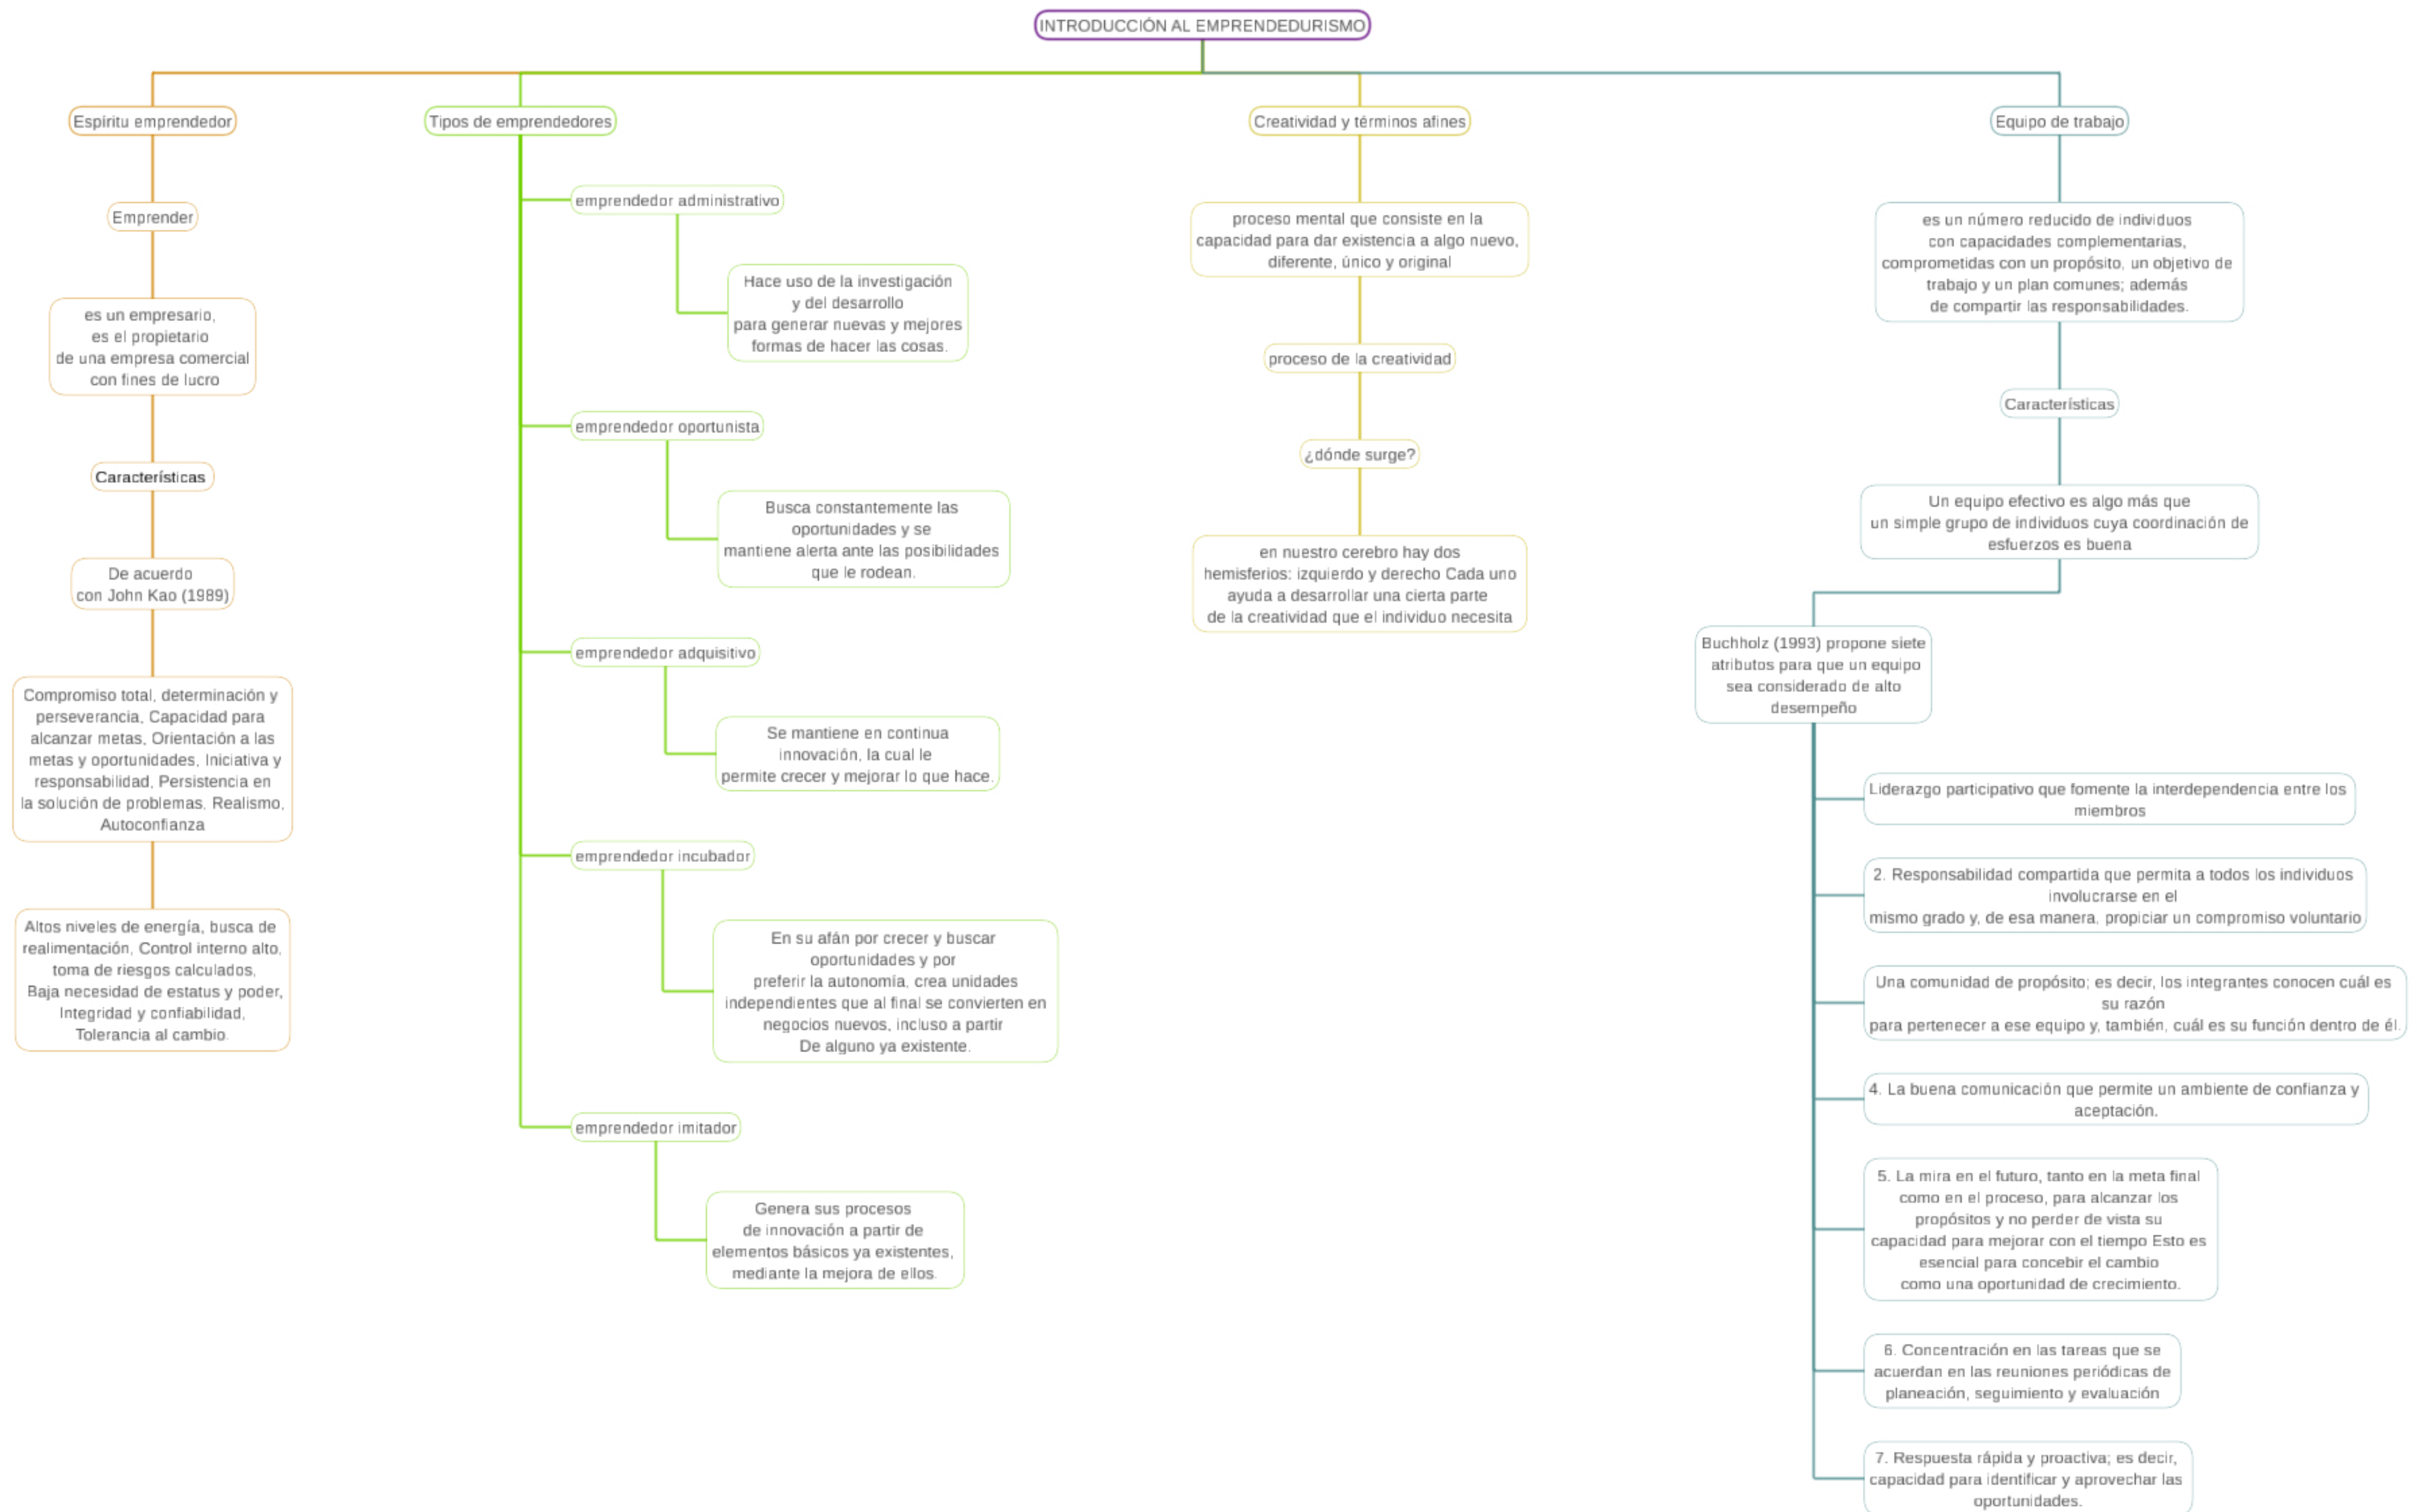 INTRODUCCIÓN AL EMPRENDEDURISMO
Espíritu emprendedor
Emprender
es un empresario,
es el propietario
de una empresa comercial
con fines de lucro
Características
De acuerdo
con John Kao (1989)
Compromiso total, determinación y
perseverancia, Capacidad para
alcanzar metas, Orientación a las
metas y oportunidades, Iniciativa y
responsabilidad, Persistencia en
la solución de problemas, Realismo,
Autoconfianza
Altos niveles de energía, busca de
realimentación, Control interno alto,
toma de riesgos calculados,
Baja necesidad de estatus y poder,
Integridad y confiabilidad,
Tolerancia al cambio.
Tipos de emprendedores
emprendedor administrativo
Hace uso de la investigación
y del desarrollo
para generar nuevas y mejores
formas de hacer las cosas.
emprendedor oportunista
Busca constantemente las
oportunidades y se
mantiene alerta ante las posibilidades
que le rodean.
emprendedor adquisitivo
Se mantiene en continua
innovación, la cual le
permite crecer y mejorar lo que hace.
emprendedor incubador
En su afán por crecer y buscar
oportunidades y por
preferir la autonomía, crea unidades
independientes que al final se convierten en
negocios nuevos, incluso a partir
De alguno ya existente.
emprendedor imitador
Genera sus procesos
de innovación a partir de
elementos básicos ya existentes,
mediante la mejora de ellos.
Creatividad y términos afines
proceso mental que consiste en la
capacidad para dar existencia a algo nuevo,
diferente, único y original
proceso de la creatividad
¿dónde surge?
en nuestro cerebro hay dos
hemisferios: izquierdo y derecho Cada uno
ayuda a desarrollar una cierta parte
de la creatividad que el individuo necesita
Equipo de trabajo
es un número reducido de individuos
con capacidades complementarias,
comprometidas con un propósito, un objetivo de
trabajo y un plan comunes; además
de compartir las responsabilidades.
Características
Un equipo efectivo es algo más que
un simple grupo de individuos cuya coordinación de
esfuerzos es buena
Buchholz (1993) propone siete
atributos para que un equipo
sea considerado de alto
desempeño
Liderazgo participativo que fomente la interdependencia entre los
miembros
2. Responsabilidad compartida que permita a todos los individuos
involucrarse en el
mismo grado y, de esa manera, propiciar un compromiso voluntario
Una comunidad de propósito; es decir, los integrantes conocen cuál es
su razón
para pertenecer a ese equipo y, también, cuál es su función dentro de él.
4. La buena comunicación que permite un ambiente de confianza y
aceptación.
5. La mira en el futuro, tanto en la meta final
como en el proceso, para alcanzar los
propósitos y no perder de vista su
capacidad para mejorar con el tiempo Esto es
esencial para concebir el cambio
como una oportunidad de crecimiento.
6. Concentración en las tareas que se
acuerdan en las reuniones periódicas de
planeación, seguimiento y evaluación
7. Respuesta rápida y proactiva; es decir,
capacidad para identificar y aprovechar las
oportunidades.